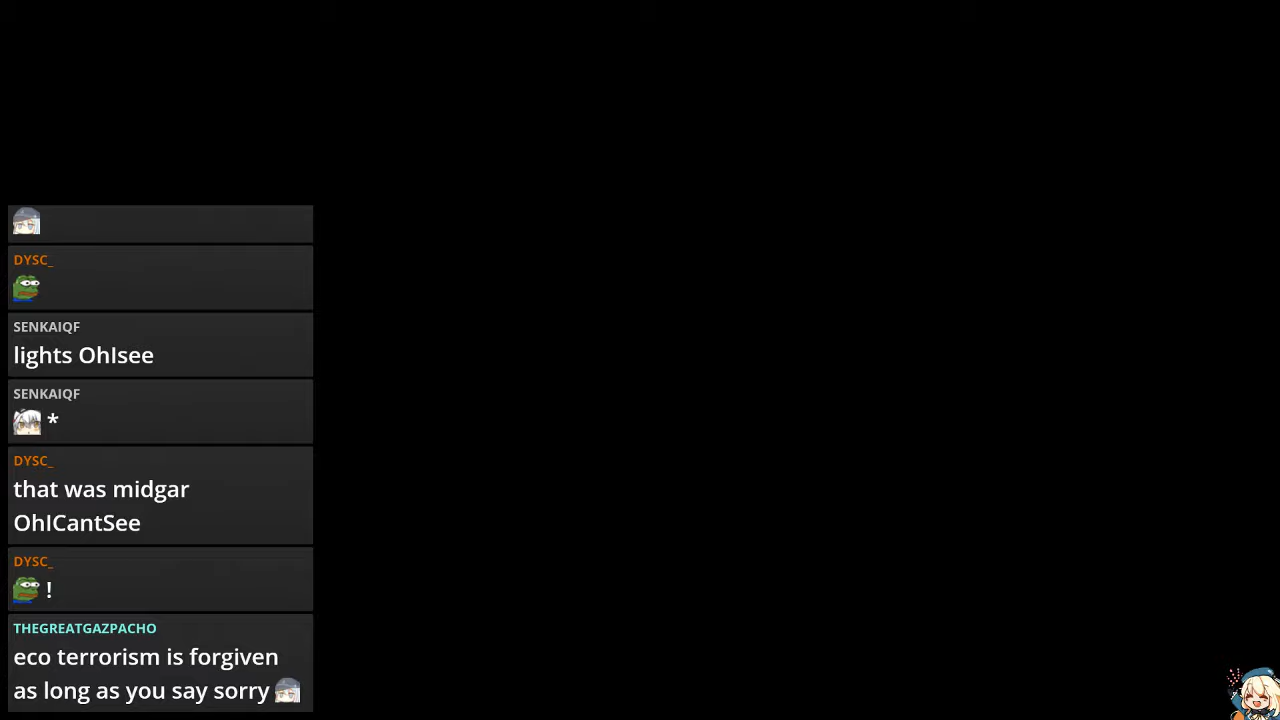 DYSC_
SENKAIQF
lights OhIsee
SENKAIQF
*
DYSC_
that was midgar
OhICantSee
DYSC_
!
THEGREATGAZPACHO
eco terrorism is forgiven
as long as you say sorry